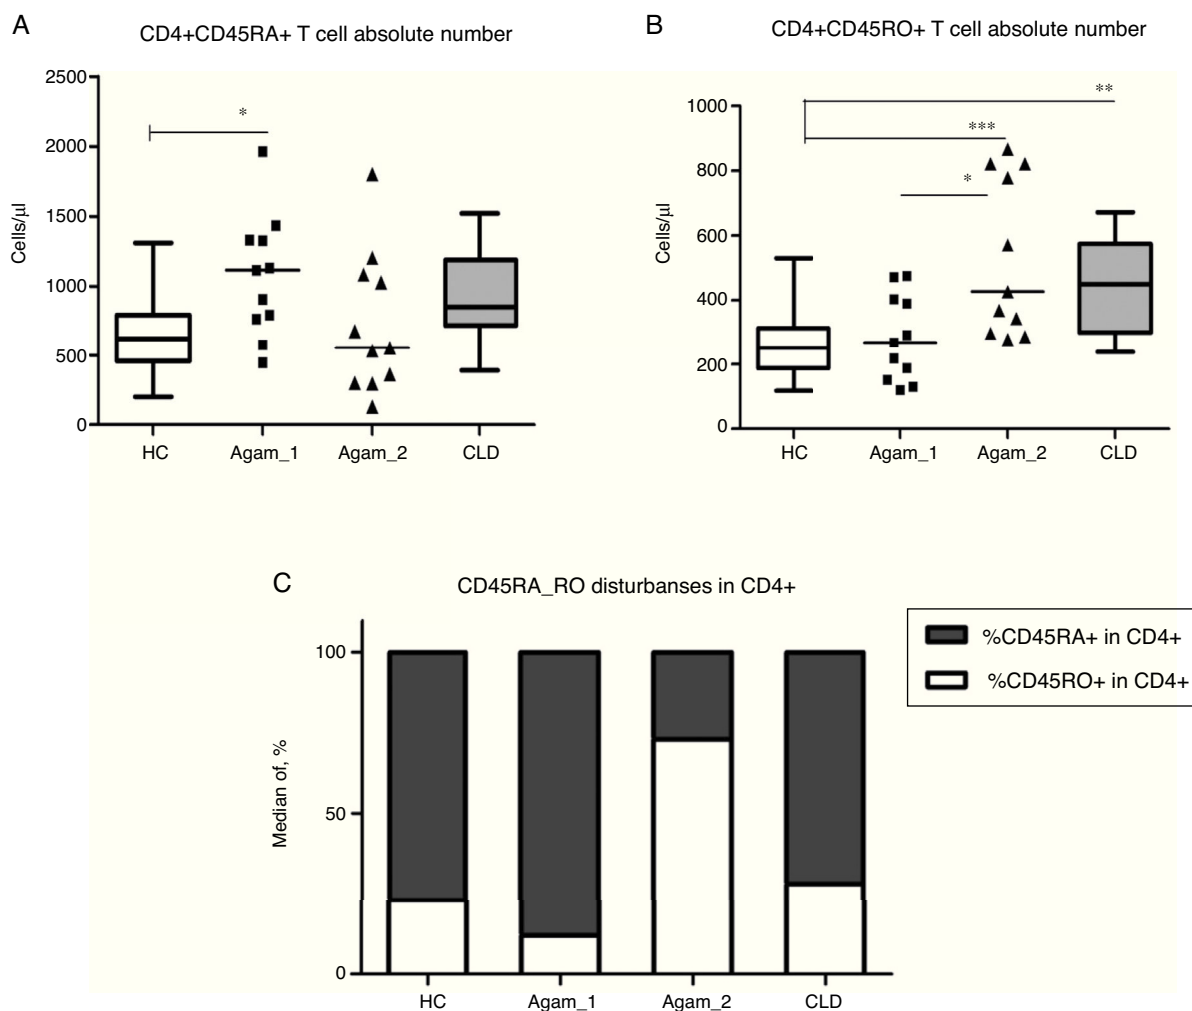 A
CD4+CD45RA+ T cell absolute number
2500
2000
1500
1000
500
0
Cells/μl
*
HC
Agam_1
Agam_2
CLD
B
CD4+CD45RO+ T cell absolute number
1000
800
600
400
200
0
Cells/μl
**
***
*
HC
Agam_1
Agam_2
CLD
C
CD45RA_RO disturbanses in CD4+
100
50
0
Median of, %
HC
Agam_1
Agam_2
CLD
%CD45RA+ in CD4+
%CD45RO+ in CD4+